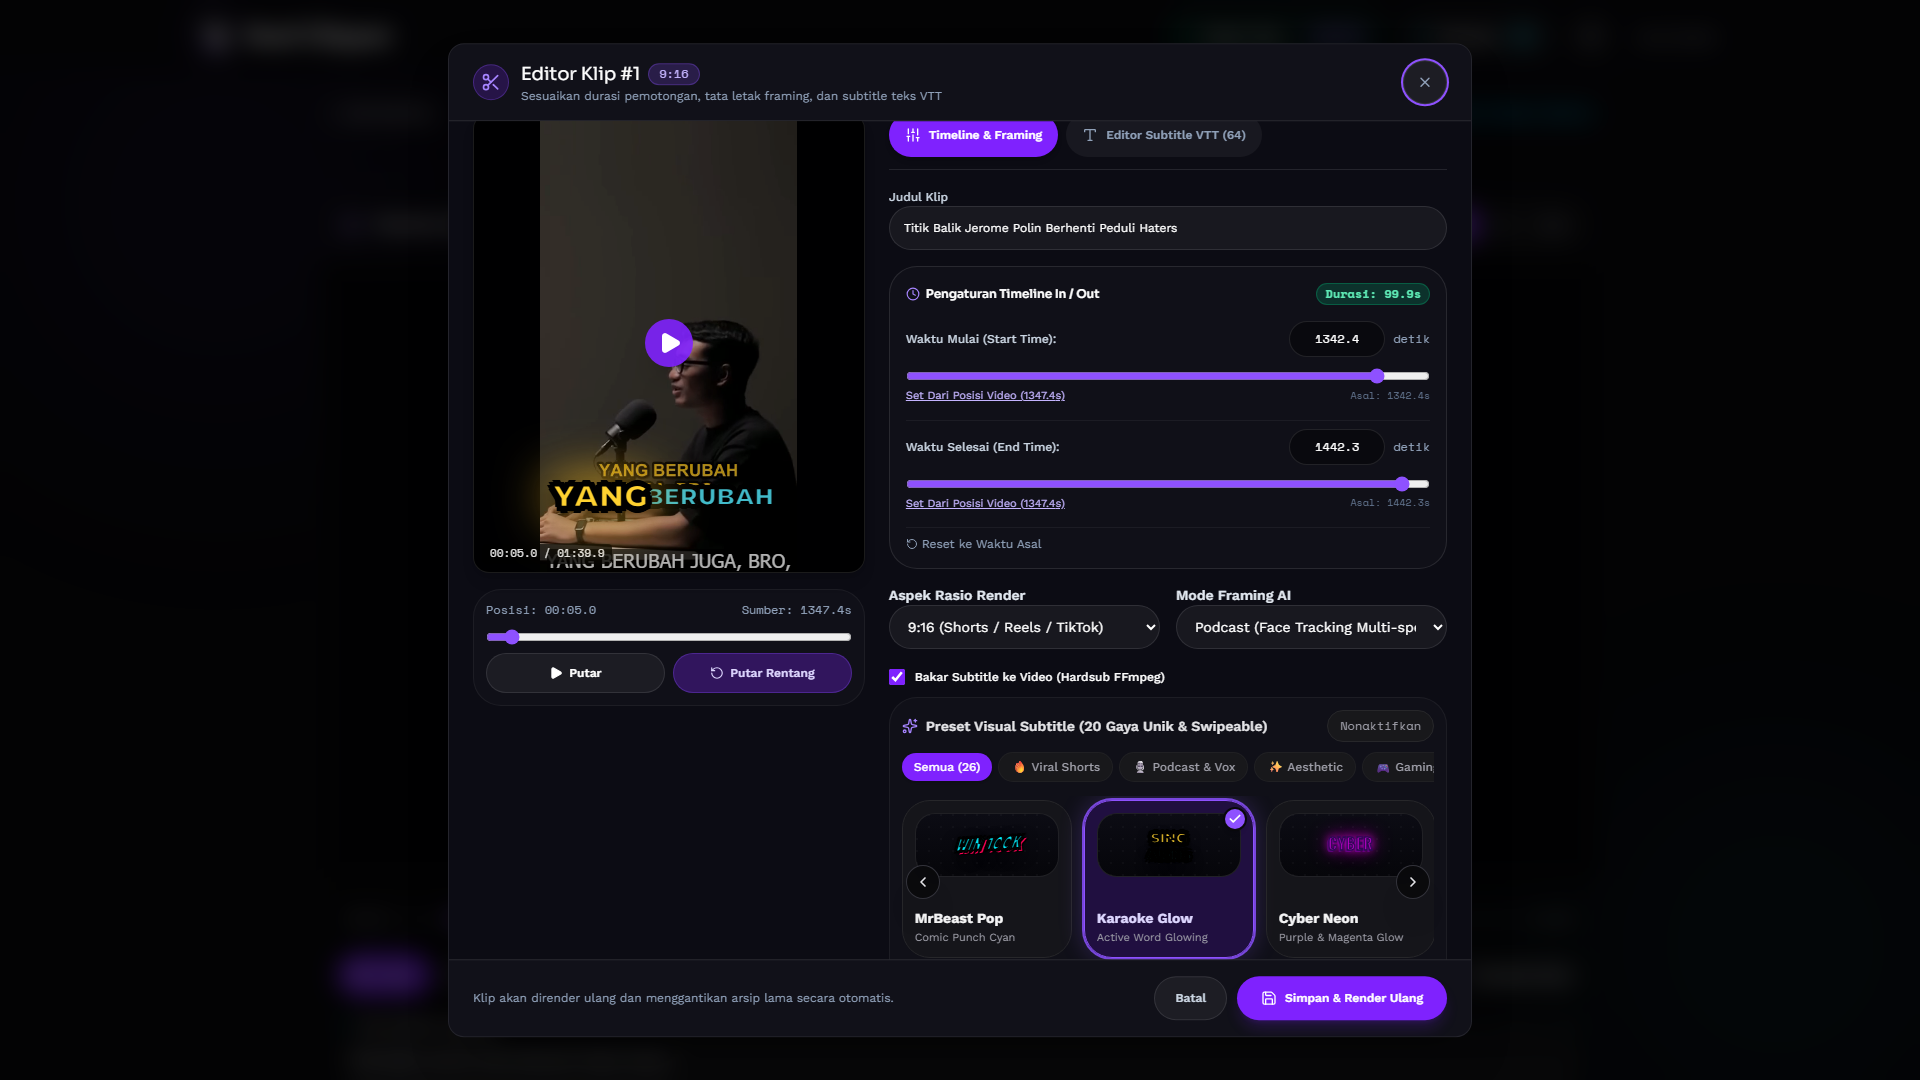 Editor Klip #1
9:16
Sesuaikan durasi pemotongan, tata letak framing, dan subtitle teks VTT
YANG BERUBAH
YANG BERUBAH
00:05.0 / 01:39.9
YANG BERUBAH JUGA, BRO,
Posisi: 00:05.0
Sumber: 1347.4s
Putar
Putar Rentang
Timeline & Framing
Editor Subtitle VTT (64)
Judul Klip
Titik Balik Jerome Polin Berhenti Peduli Haters
Pengaturan Timeline In / Out
Durasi: 99.9s
Waktu Mulai (Start Time):
1342.4
detik
Set Dari Posisi Video (1347.4s)
Asal: 1342.4s
Waktu Selesai (End Time):
1442.3
detik
Set Dari Posisi Video (1347.4s)
Asal: 1442.3s
Reset ke Waktu Asal
Aspek Rasio Render
Mode Framing AI
9:16 (Shorts / Reels / TikTok)
Podcast (Face Tracking Multi-spe
Bakar Subtitle ke Video (Hardsub FFmpeg)
Preset Visual Subtitle (20 Gaya Unik & Swipeable)
Nonaktifkan
Semua (26)
Viral Shorts
Podcast & Vox
Aesthetic
Gaming
SINC
CYBER
MrBeast Pop
Comic Punch Cyan
Karaoke Glow
Active Word Glowing
Cyber Neon
Purple & Magenta Glow
Klip akan dirender ulang dan menggantikan arsip lama secara otomatis.
Batal
Simpan & Render Ulang